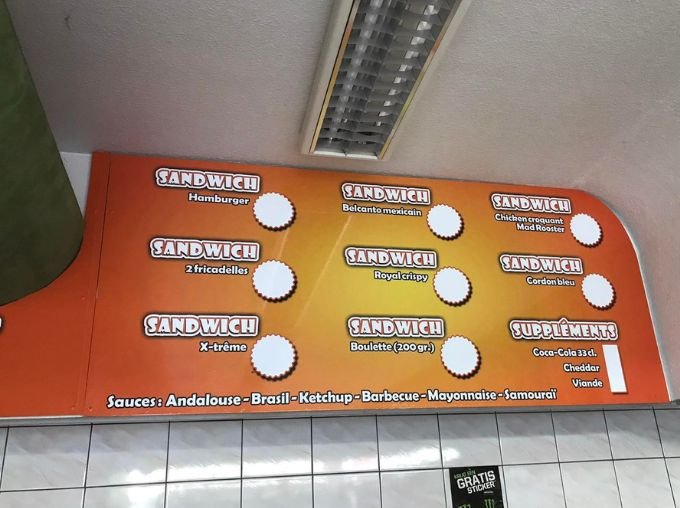 SANDWICH
Hamburger
SANDWICH
Belcanto mexicain
SANDWICH
Chicken croquant
Mad Rooster
SANDWICH
2 fricadelles
SANDWICH
Royal crispy
SANDWICH
Cordon bleu
SANDWICH
X-trême
SANDWICH
Boulette (200 gr.)
SUPPLÉMENTS
Coca-Cola 33 cl.
Cheddar
Viande
Sauces : Andalouse - Brasil - Ketchup - Barbecue - Mayonnaise - Samouraï
GRATIS
STICKER